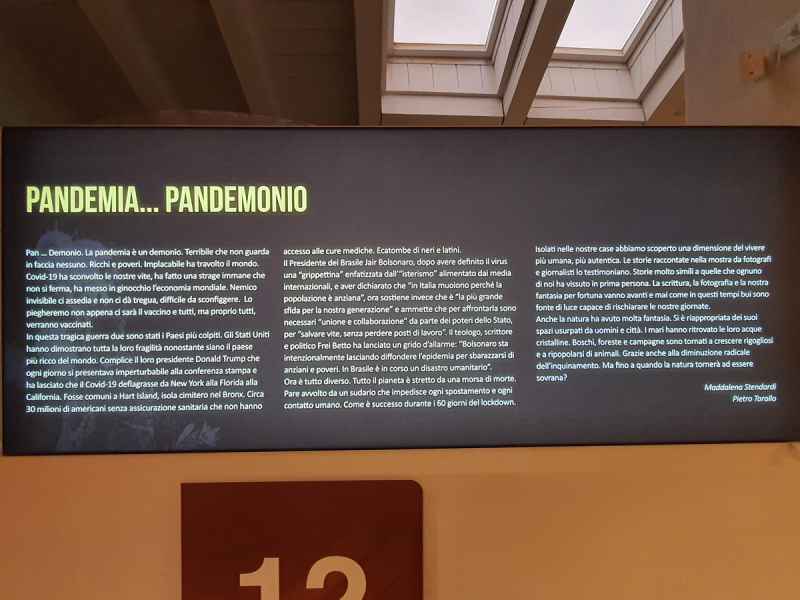 PANDEMIA... PANDEMONIO
Pan ... Demonio. La pandemia è un demonio. Terribile che non guarda
in faccia nessuno. Ricchi e poveri. Implacabile ha travolto il mondo.
Covid-19 ha sconvolto le nostre vite, ha fatto una strage immane che
non si ferma, ha messo in ginocchio l'economia mondiale. Nemico
invisibile ci assedia e non ci dà tregua, difficile da sconfiggere. Lo
piegheremo non appena ci sarà il vaccino e tutti, ma proprio tutti,
verranno vaccinati.
In questa tragica guerra due sono stati i Paesi più colpiti. Gli Stati Uniti
hanno dimostrano tutta la loro fragilità nonostante siano il paese
più ricco del mondo. Complice il loro presidente Donald Trump che
ogni giorno si presentava imperturbabile alla conferenza stampa e
ha lasciato che il Covid-19 deflagrasse da New York alla Florida alla
California. Fosse comuni a Hart Island, isola cimitero nel Bronx. Circa
30 milioni di americani senza assicurazione sanitaria che non hanno
accesso alle cure mediche. Ecatombe di neri e latini.
Il Presidente del Brasile Jair Bolsonaro, dopo avere definito il virus
una “grippettina” enfatizzata dall'“isterismo” alimentato dai media
internazionali, e aver dichiarato che “in Italia muoiono perché la
popolazione è anziana”, ora sostiene invece che è “la più grande
sfida per la nostra generazione” e ammette che per affrontarla sono
necessari “unione e collaborazione” da parte dei poteri dello Stato,
per “salvare vite, senza perdere posti di lavoro”. Il teologo, scrittore
e politico Frei Betto ha lanciato un grido d'allarme: “Bolsonaro sta
intenzionalmente lasciando diffondere l'epidemia per sbarazzarsi di
anziani e poveri. In Brasile è in corso un disastro umanitario”.
Ora è tutto diverso. Tutto il pianeta è stretto da una morsa di morte.
Pare avvolto da un sudario che impedisce ogni spostamento e ogni
contatto umano. Come è successo durante i 60 giorni del lockdown.
Isolati nelle nostre case abbiamo scoperto una dimensione del vivere
più umana, più autentica. Le storie raccontate nella mostra da fotografi
e giornalisti lo testimoniano. Storie molto simili a quelle che ognuno
di noi ha vissuto in prima persona. La scrittura, la fotografia e la nostra
fantasia per fortuna vanno avanti e mai come in questi tempi bui sono
fonte di luce capace di rischiarare le nostre giornate.
Anche la natura ha avuto molta fantasia. Si è riappropriata dei suoi
spazi usurpati da uomini e città. I mari hanno ritrovato le loro acque
cristalline. Boschi, foreste e campagne sono tornati a crescere rigogliosi
e a ripopolarsi di animali. Grazie anche alla diminuzione radicale
dell'inquinamento. Ma fino a quando la natura tornerà ad essere
sovrana?
Maddalena Stendardi
Pietro Tarallo
12